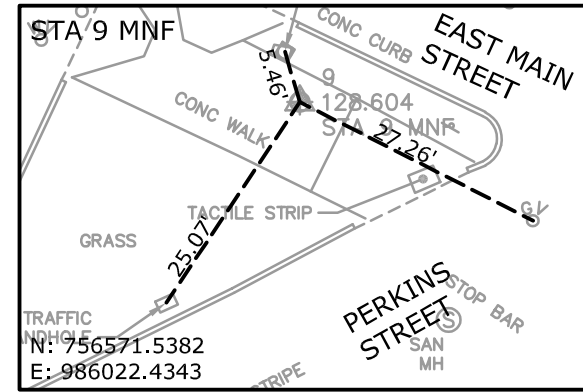 STA 9 MNF
CONC CURB
EAST MAIN
STREET
5.46'
9
128.604
STA 9 MNF
CONC WALK
27.26'
TACTILE STRIP
GV
GRASS
25.07'
TRAFFIC
ANDHOLE
PERKINS
STREET
STOP BAR
S
SAN
MH
STRIPE
N: 756571.5382
E: 986022.4343